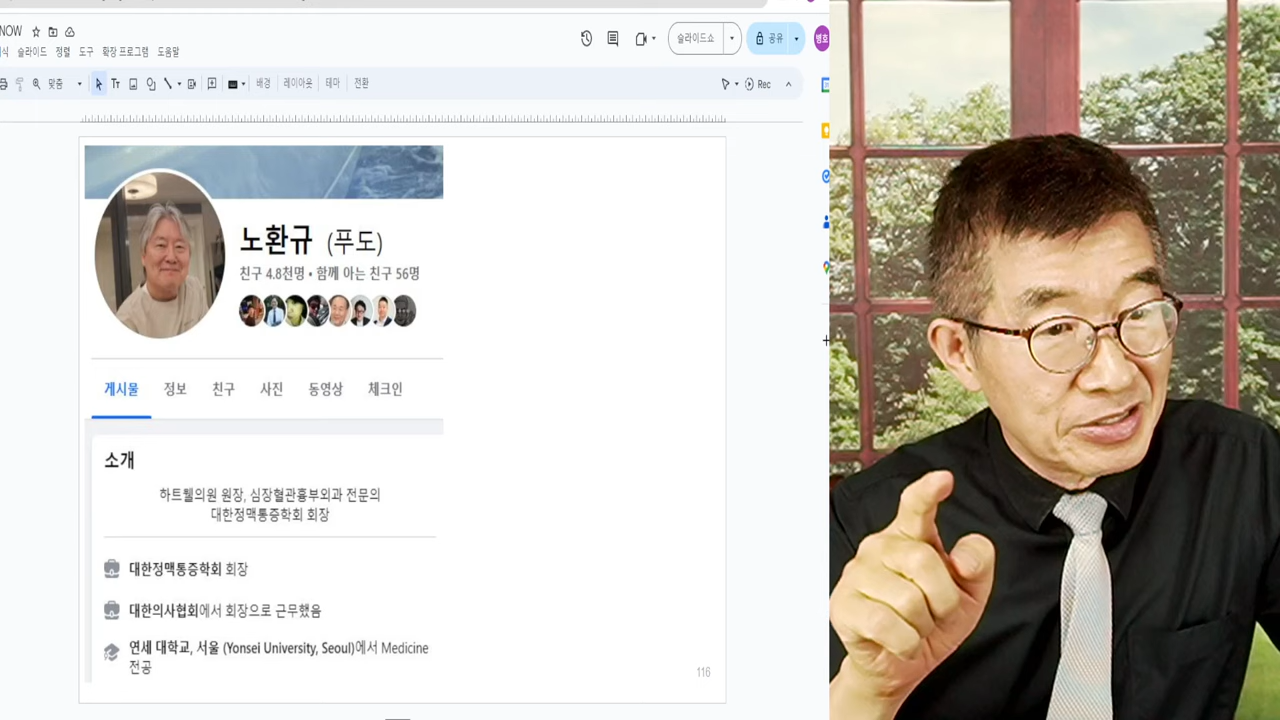 NOW
슬라이드 정렬 도구 확장 프로그램 도움말
슬라이드쇼
공유
병호
맞춤
Tт
배경 레이아웃 테마 전환
Rec
노환규 (푸도)
친구 4.8천명 • 함께 아는 친구 56명
게시물 정보 친구 사진 동영상 체크인
소개
하트웰의원 원장, 심장혈관흉부외과 전문의
대한정맥통증학회 회장
대한정맥통증학회 회장
대한의사협회에서 회장으로 근무했음
연세 대학교, 서울 (Yonsei University, Seoul)에서 Medicine
전공
116